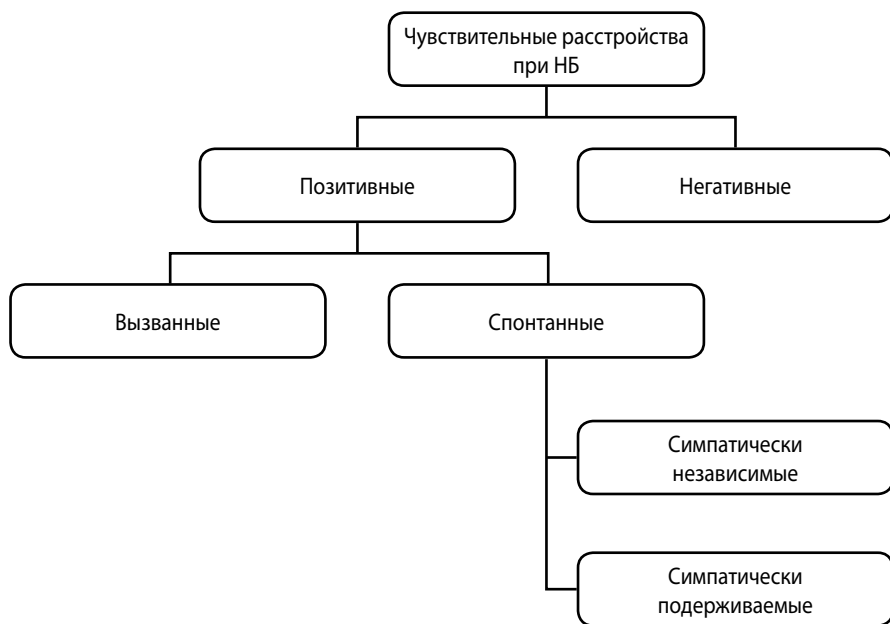 Чувствительные расстройства
при НБ
Позитивные
Негативные
Вызванные
Спонтанные
Симпатически
независимые
Симпатически
подерживаемые